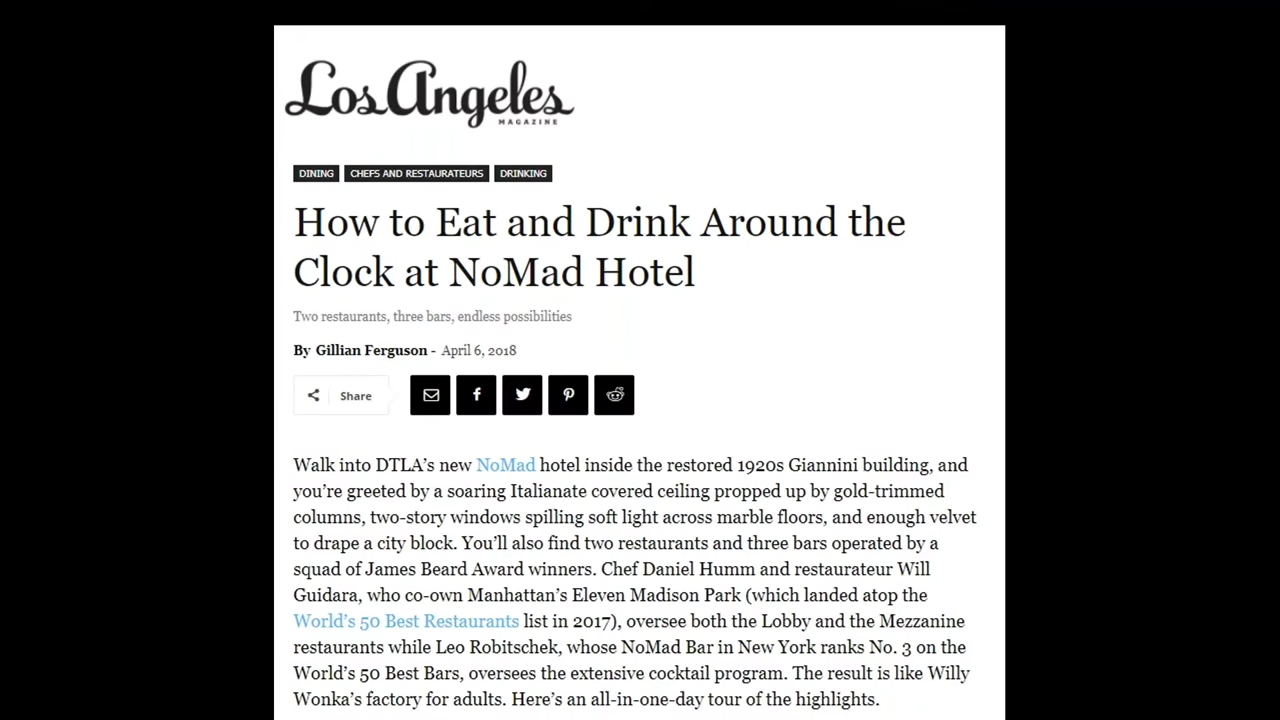 Los Angeles
MAGAZINE
DINING CHEFS AND RESTAURATEURS DRINKING
How to Eat and Drink Around the
Clock at NoMad Hotel
Two restaurants, three bars, endless possibilities
By Gillian Ferguson - April 6, 2018
Share
Walk into DTLA’s new NoMad hotel inside the restored 1920s Giannini building, and
you’re greeted by a soaring Italianate covered ceiling propped up by gold-trimmed
columns, two-story windows spilling soft light across marble floors, and enough velvet
to drape a city block. You’ll also find two restaurants and three bars operated by a
squad of James Beard Award winners. Chef Daniel Humm and restaurateur Will
Guidara, who co-own Manhattan’s Eleven Madison Park (which landed atop the
World’s 50 Best Restaurants list in 2017), oversee both the Lobby and the Mezzanine
restaurants while Leo Robitschek, whose NoMad Bar in New York ranks No. 3 on the
World’s 50 Best Bars, oversees the extensive cocktail program. The result is like Willy
Wonka’s factory for adults. Here’s an all-in-one-day tour of the highlights.